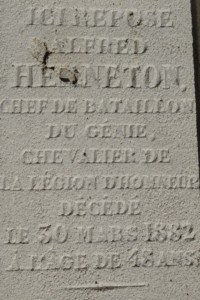 ICI REPOSE
ALFRED
HENNETON,
CHEF DE BATAILLON
DU GÉNIE,
CHEVALIER DE
LA LÉGION D'HONNEUR
DÉCÉDÉ
LE 30 MARS 1882
À L'ÂGE DE 48 ANS